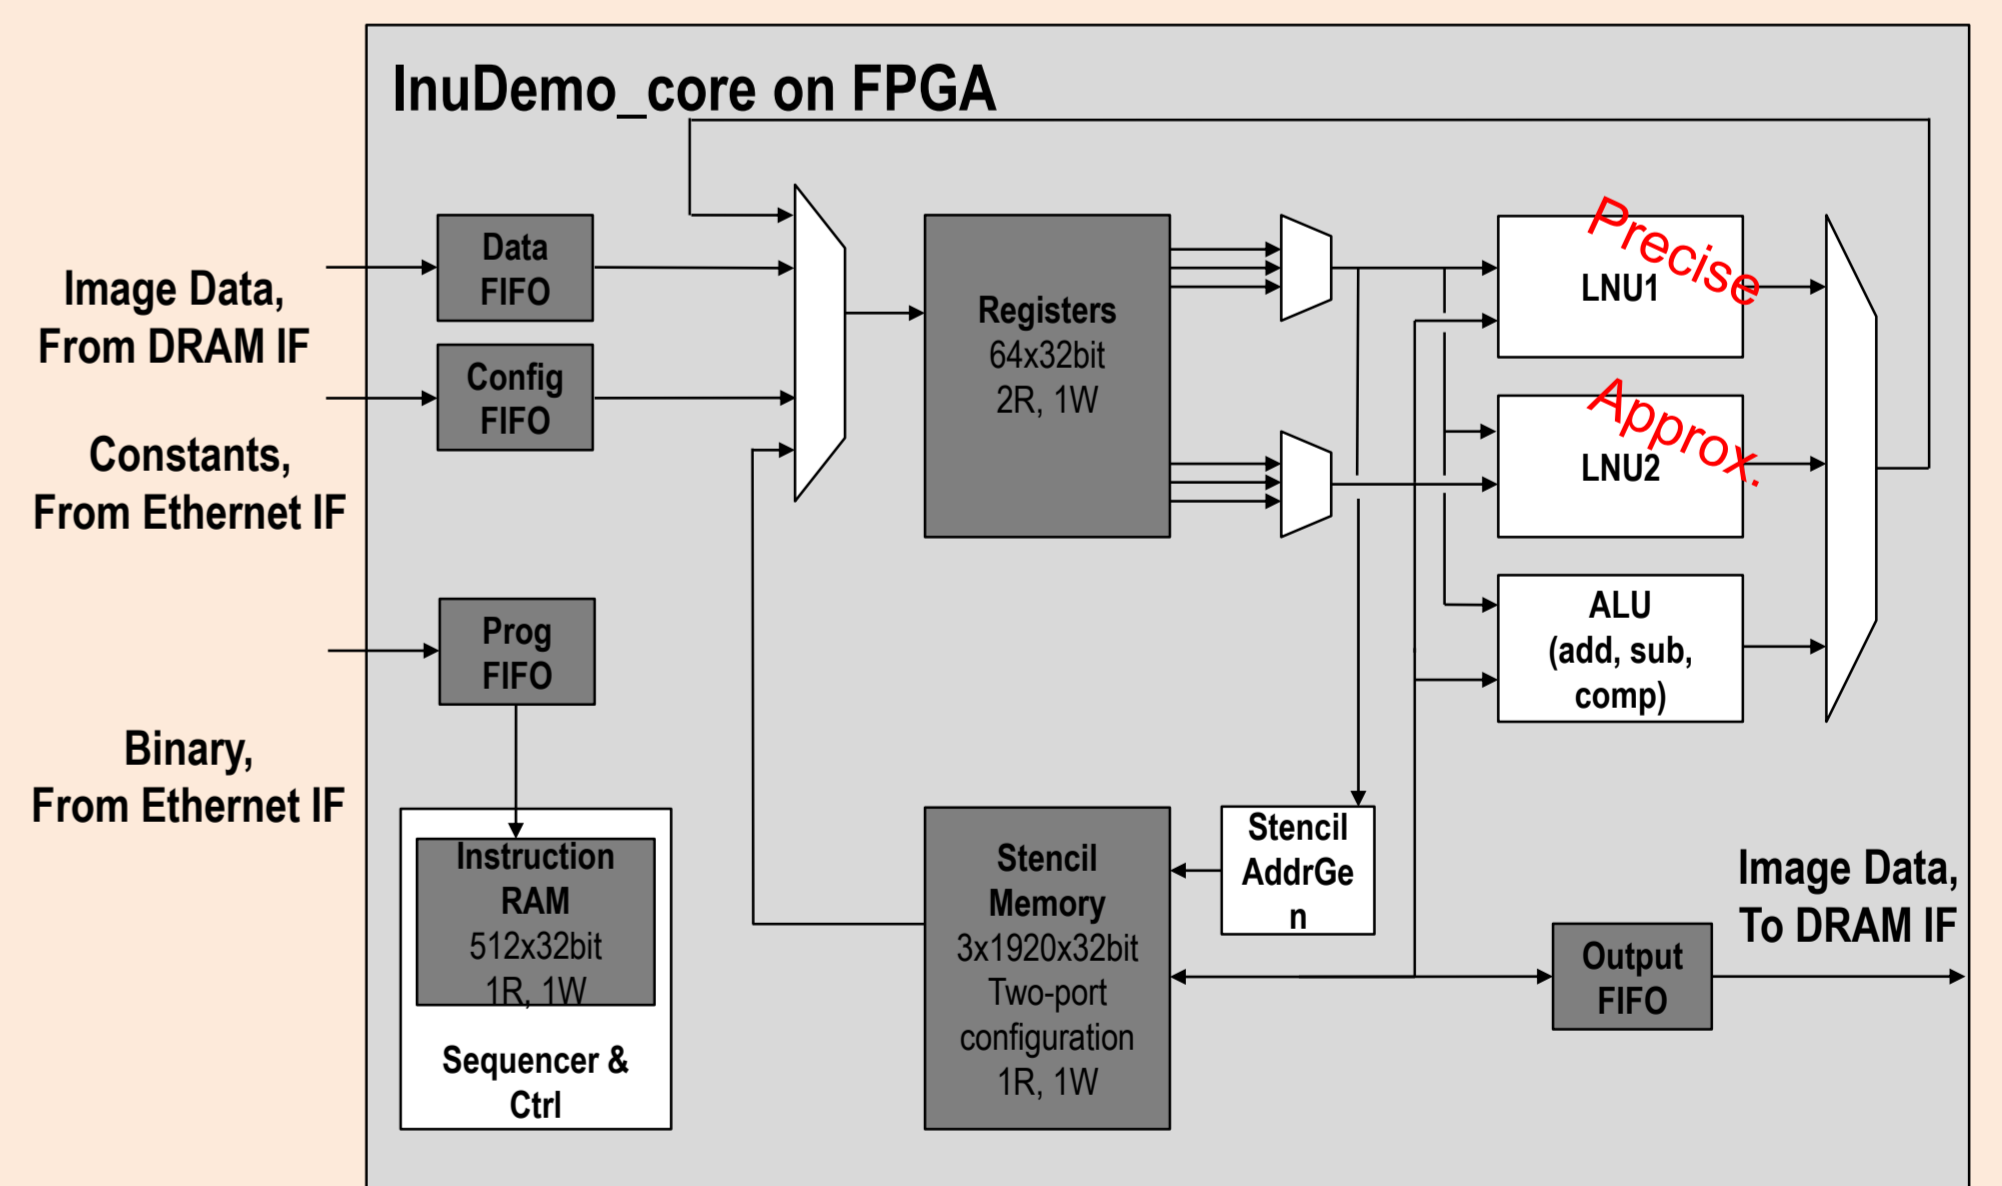 InuDemo_core on FPGA
Image Data,
From DRAM IF
Constants,
From Ethernet IF
Binary,
From Ethernet IF
Data
FIFO
Config
FIFO
Prog
FIFO
Instruction
RAM
512x32bit
1R, 1W
Sequencer &
Ctrl
Registers
64x32bit
2R, 1W
Stencil
Memory
3x1920x32bit
Two-port
configuration
1R, 1W
Stencil
AddrGe
n
Precise
LNU1
Approx.
LNU2
ALU
(add, sub,
comp)
Output
FIFO
Image Data,
To DRAM IF